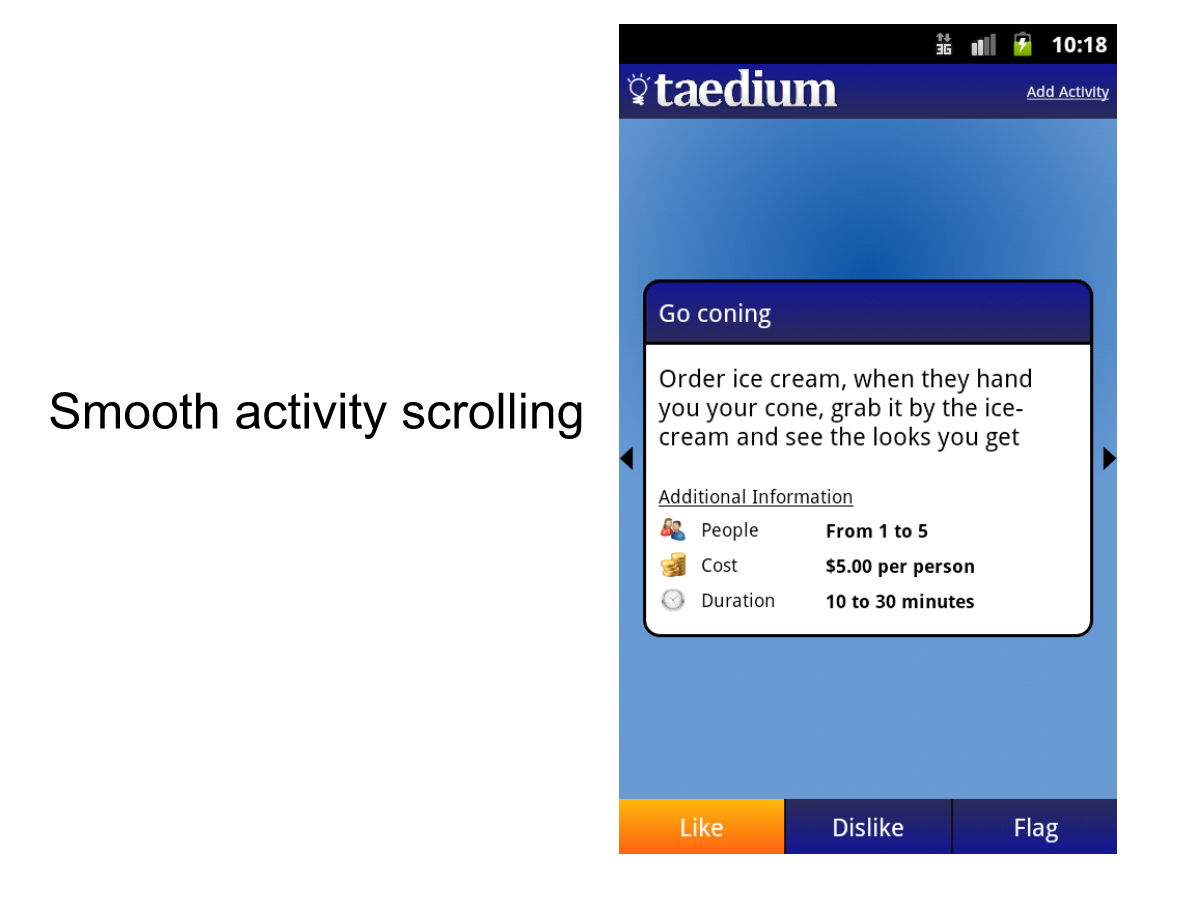 Smooth activity scrolling
3G
10:18
taedium
Add Activity
Go coning
Order ice cream, when they hand
you your cone, grab it by the ice-
cream and see the looks you get
Additional Information
People From 1 to 5
Cost $5.00 per person
Duration 10 to 30 minutes
Like Dislike Flag